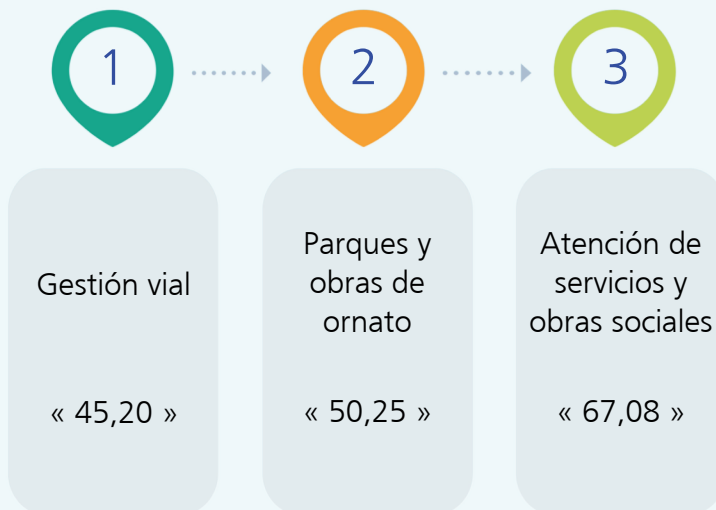 1
2
3
Gestión vial
« 45,20 »
Parques y
obras de
ornato
« 50,25 »
Atención de
servicios y
obras sociales
« 67,08 »